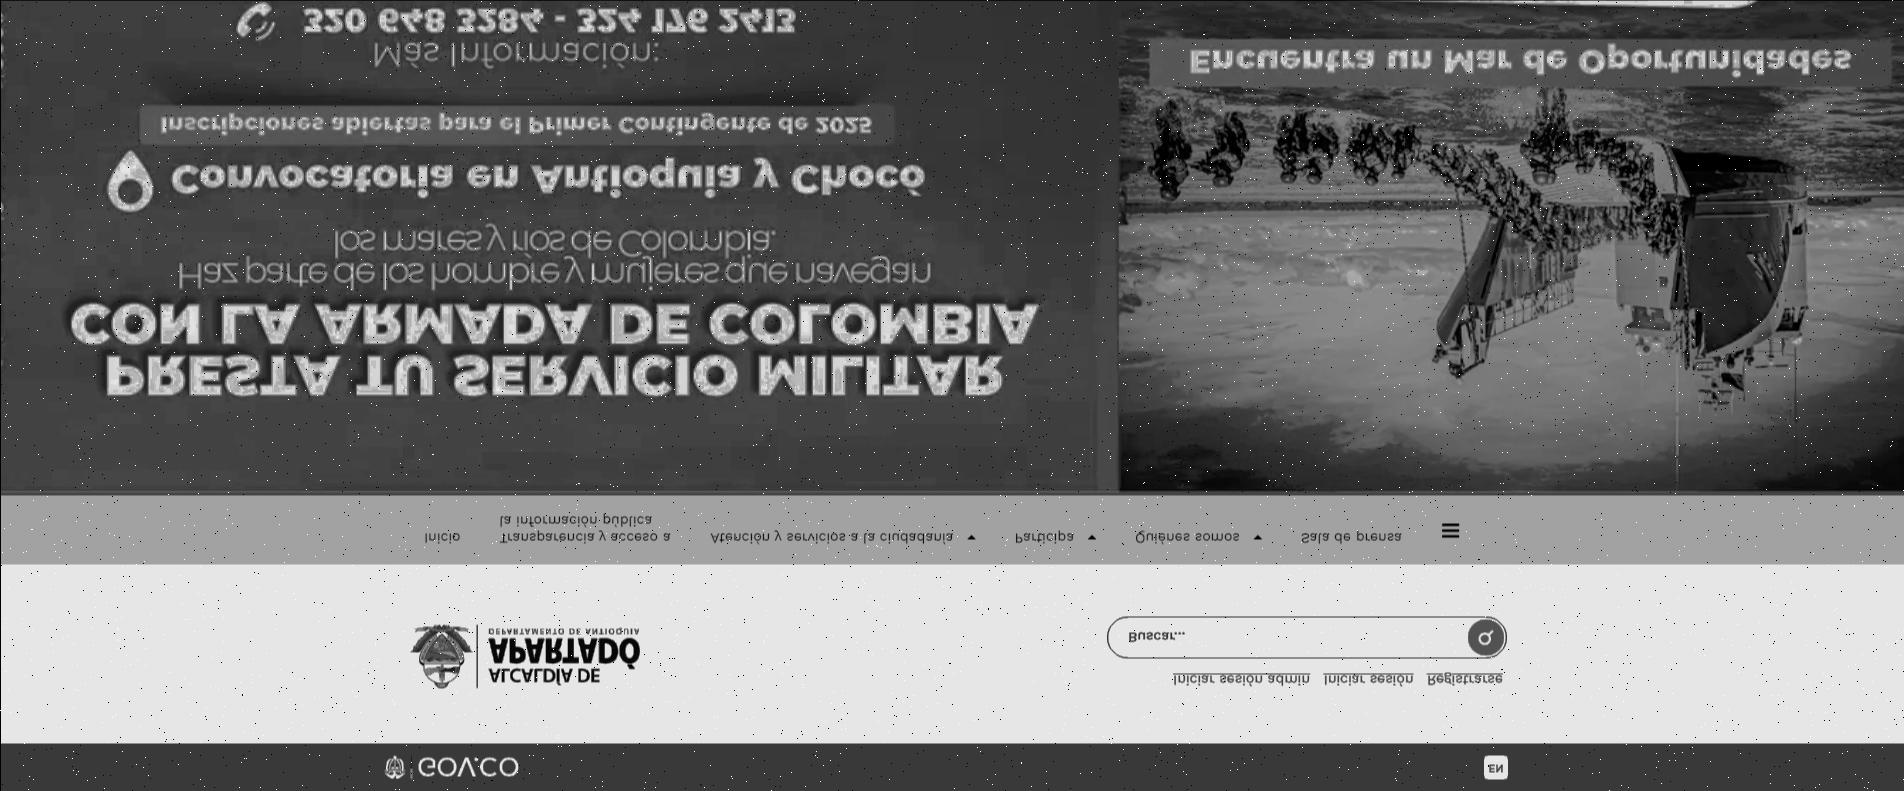 GOV.CO
EN
Iniciar sesión admin
Iniciar sesión
Registrarse
ALCALDÍA DE
APARTADÓ
DEPARTAMENTO DE ANTIOQUIA
Buscar...
Inicio
Transparencia y acceso a
la información pública
Atención y servicios a la ciudadanía
Participa
Quiénes somos
Sala de prensa
PRESTA TU SERVICIO MILITAR
CON LA ARMADA DE COLOMBIA
Haz parte de los hombre y mujeres que navegan
los mares y ríos de Colombia.
Convocatoria en Antioquia y Chocó
Inscripciones abiertas para el Primer Contingente de 2025
Más Información:
320 648 3284 - 324 176 2413
Encuentra un Mar de Oportunidades